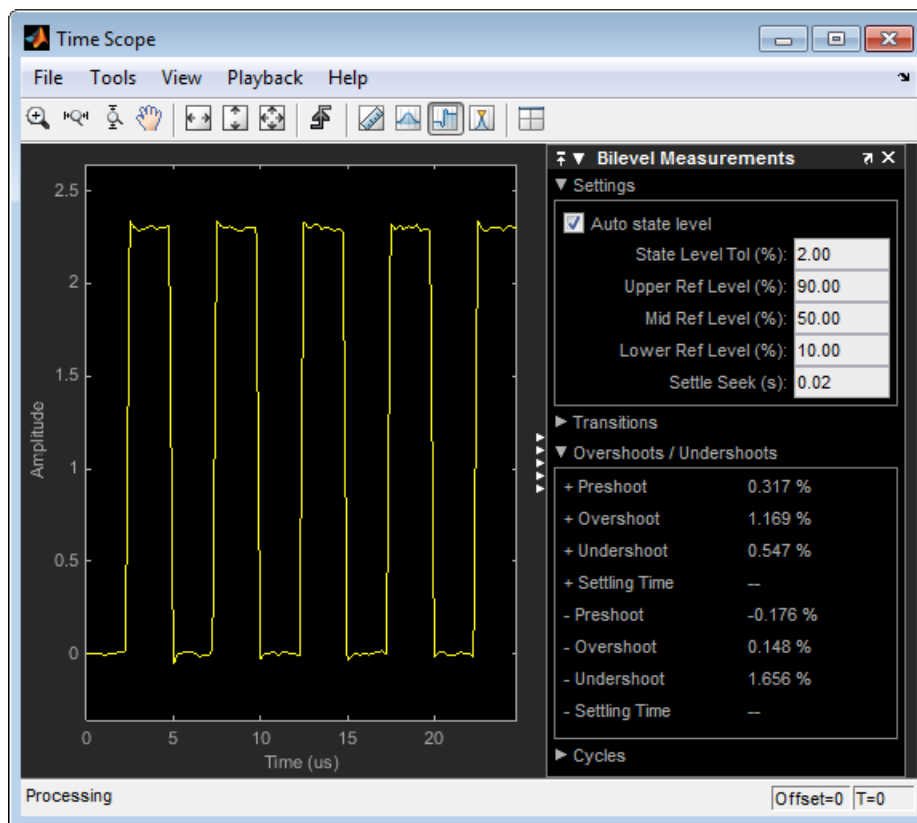 Time Scope
File Tools View Playback Help
2.5
2
1.5
1
0.5
0
Amplitude
0 5 10 15 20
Time (us)
Bilevel Measurements
Settings
Auto state level
State Level Tol (%): 2.00
Upper Ref Level (%): 90.00
Mid Ref Level (%): 50.00
Lower Ref Level (%): 10.00
Settle Seek (s): 0.02
Transitions
Overshoots / Undershoots
+ Preshoot 0.317 %
+ Overshoot 1.169 %
+ Undershoot 0.547 %
+ Settling Time --
- Preshoot -0.176 %
- Overshoot 0.148 %
- Undershoot 1.656 %
- Settling Time --
Cycles
Processing Offset=0 T=0